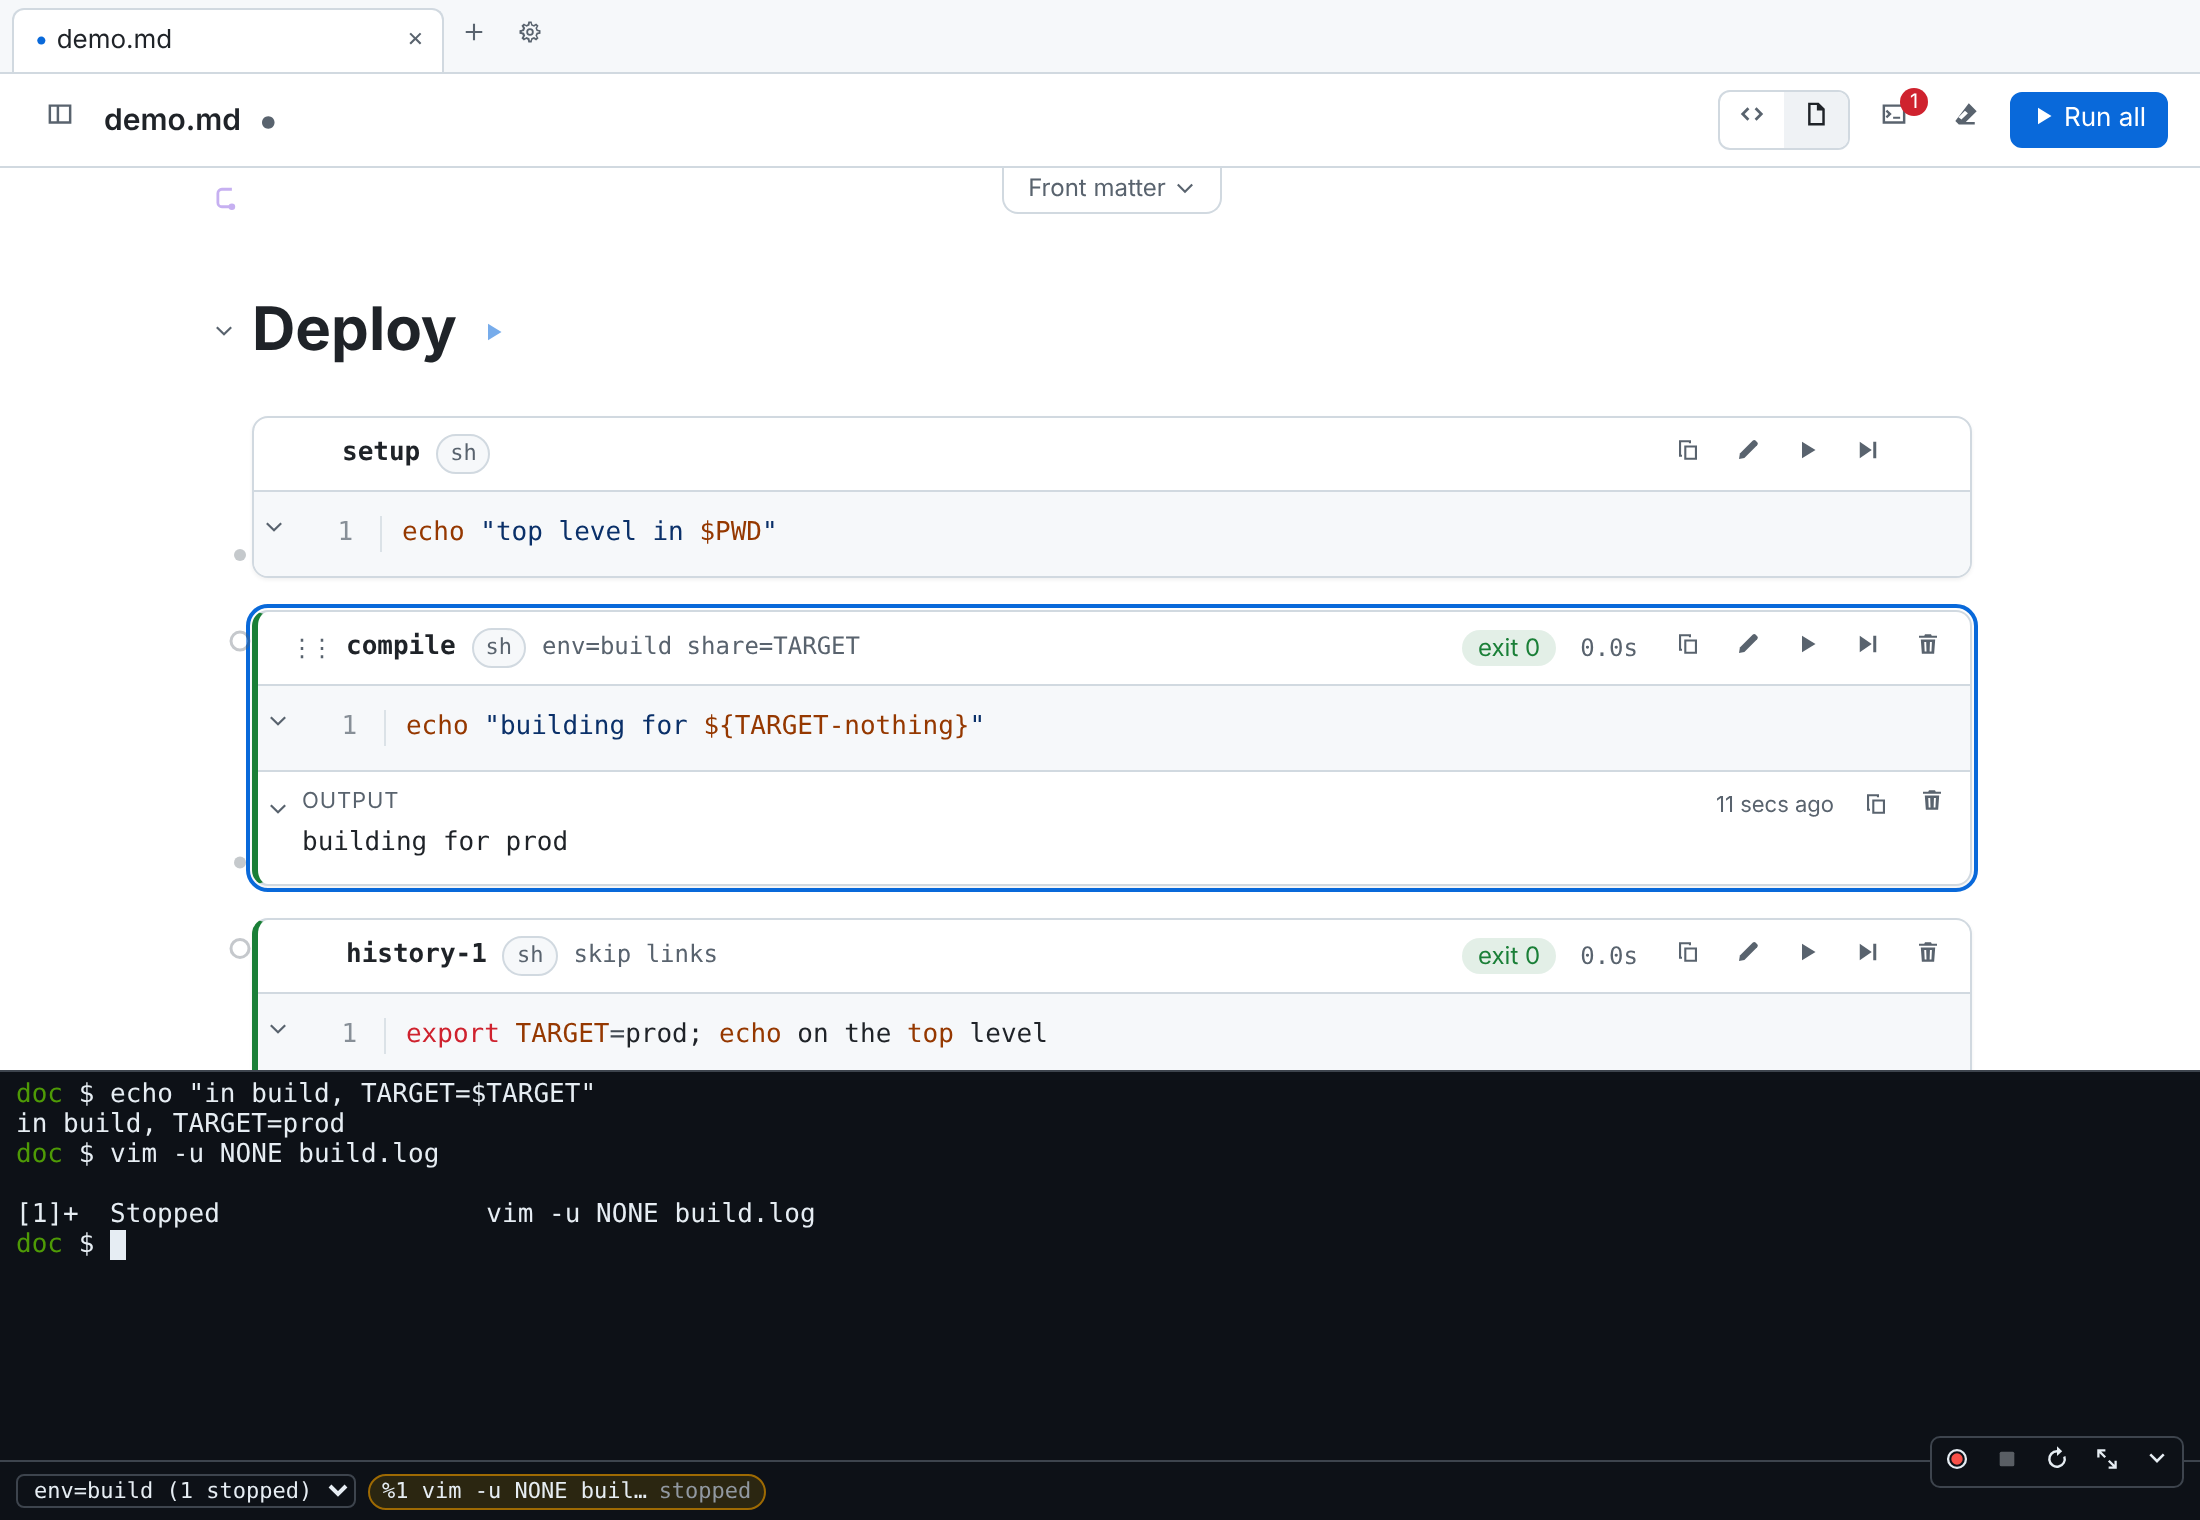 demo.md
demo.md
1
Run all
Front matter
Deploy
setup sh
1 echo "top level in $PWD"
compile sh env=build share=TARGET exit 0 0.0s
1 echo "building for ${TARGET-nothing}"
OUTPUT 11 secs ago
building for prod
history-1 sh skip links exit 0 0.0s
1 export TARGET=prod; echo on the top level
doc $ echo "in build, TARGET=$TARGET"
in build, TARGET=prod
doc $ vim -u NONE build.log
[1]+  Stopped                 vim -u NONE build.log
doc $
env=build (1 stopped) %1 vim -u NONE buil… stopped